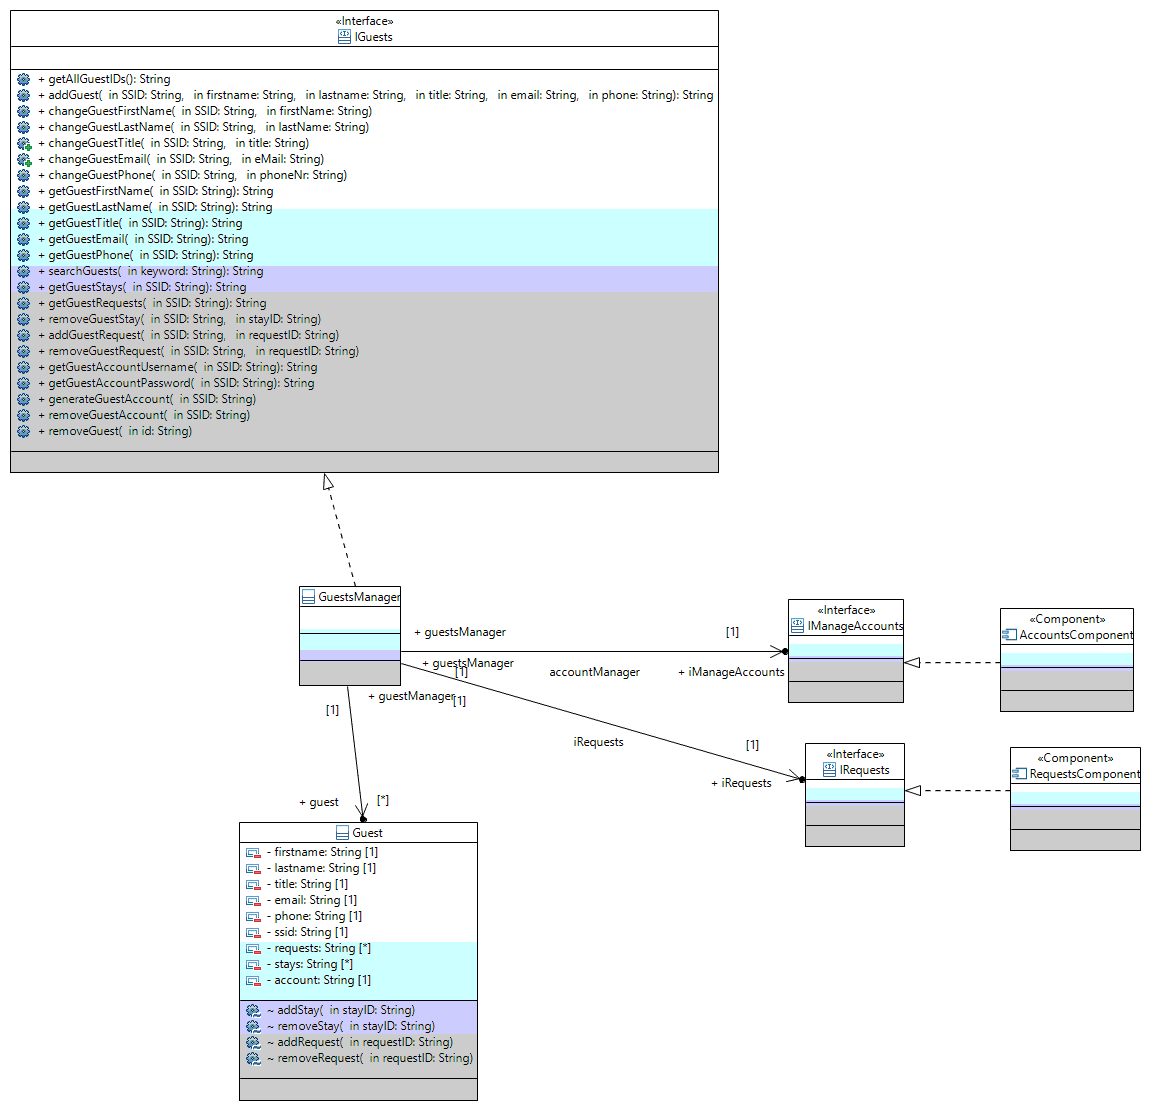 «Interface»
IGuests
+ getAllGuestIDs(): String
+ addGuest( in SSID: String, in firstname: String, in lastname: String, in title: String, in email: String, in phone: String): String
+ changeGuestFirstName( in SSID: String, in firstName: String)
+ changeGuestLastName( in SSID: String, in lastName: String)
+ changeGuestTitle( in SSID: String, in title: String)
+ changeGuestEmail( in SSID: String, in eMail: String)
+ changeGuestPhone( in SSID: String, in phoneNr: String)
+ getGuestFirstName( in SSID: String): String
+ getGuestLastName( in SSID: String): String
+ getGuestTitle( in SSID: String): String
+ getGuestEmail( in SSID: String): String
+ getGuestPhone( in SSID: String): String
+ searchGuests( in keyword: String): String
+ getGuestStays( in SSID: String): String
+ getGuestRequests( in SSID: String): String
+ removeGuestStay( in SSID: String, in stayID: String)
+ addGuestRequest( in SSID: String, in requestID: String)
+ removeGuestRequest( in SSID: String, in requestID: String)
+ getGuestAccountUsername( in SSID: String): String
+ getGuestAccountPassword( in SSID: String): String
+ generateGuestAccount( in SSID: String)
+ removeGuestAccount( in SSID: String)
+ removeGuest( in id: String)
GuestsManager
+ guestsManager
[1]
«Interface»
IManageAccounts
«Component»
AccountsComponent
+ guestsManager
[1]
accountManager
+ iManageAccounts
+ guestManager
[1]
[1]
iRequests
[1]
+ iRequests
«Interface»
IRequests
«Component»
RequestsComponent
+ guest
[*]
Guest
- firstname: String [1]
- lastname: String [1]
- title: String [1]
- email: String [1]
- phone: String [1]
- ssid: String [1]
- requests: String [*]
- stays: String [*]
- account: String [1]
~ addStay( in stayID: String)
~ removeStay( in stayID: String)
~ addRequest( in requestID: String)
~ removeRequest( in requestID: String)